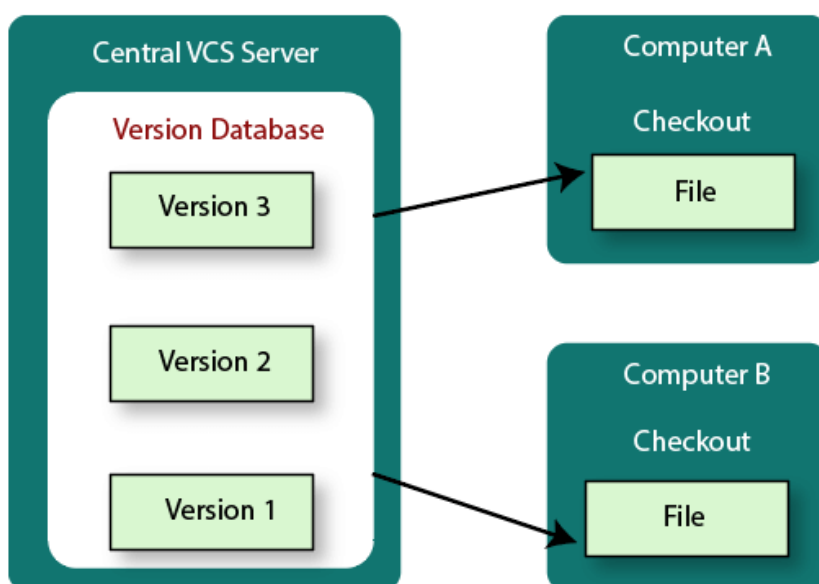 Central VCS Server
Version Database
Version 3
Version 2
Version 1
Computer A
Checkout
File
Computer B
Checkout
File